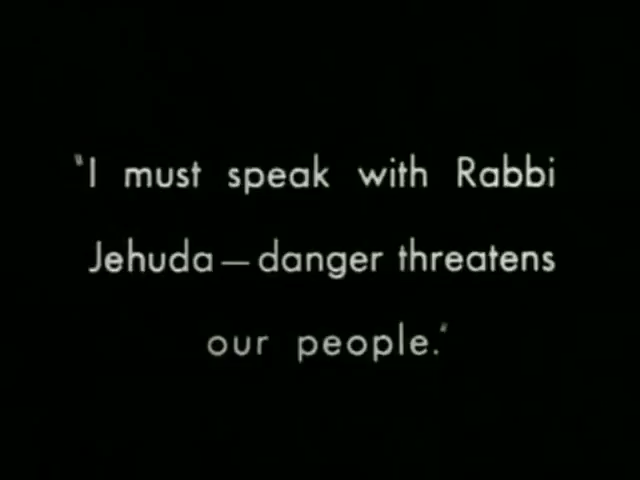 "I must speak with Rabbi
Jehuda — danger threatens
our people."